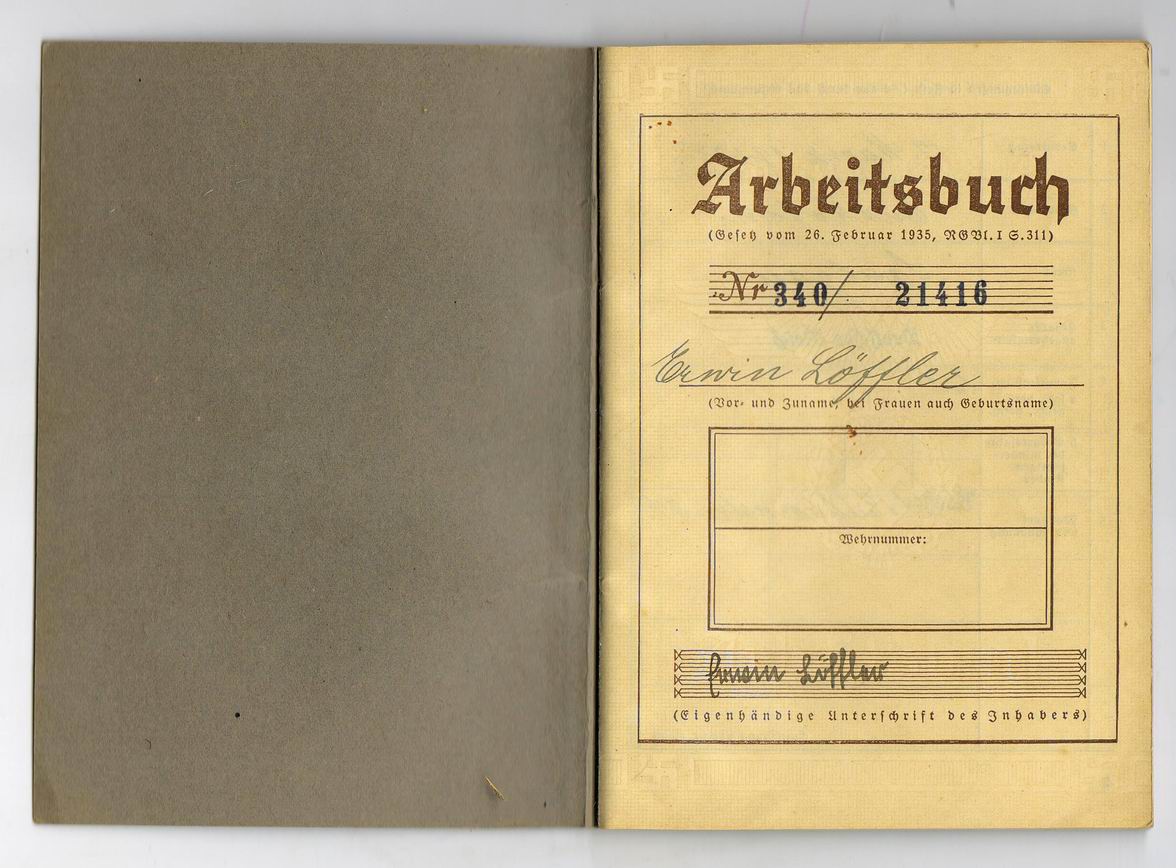 Arbeitsbuch
(Gesetz vom 26. Februar 1935, RGBl. I S. 311)
Nr 340/ 21416
Erwin Löffler
(Vor- und Zuname, bei Frauen auch Geburtsname)
Wehrnummer:
Erwin Löffler
(Eigenhändige Unterschrift des Inhabers)